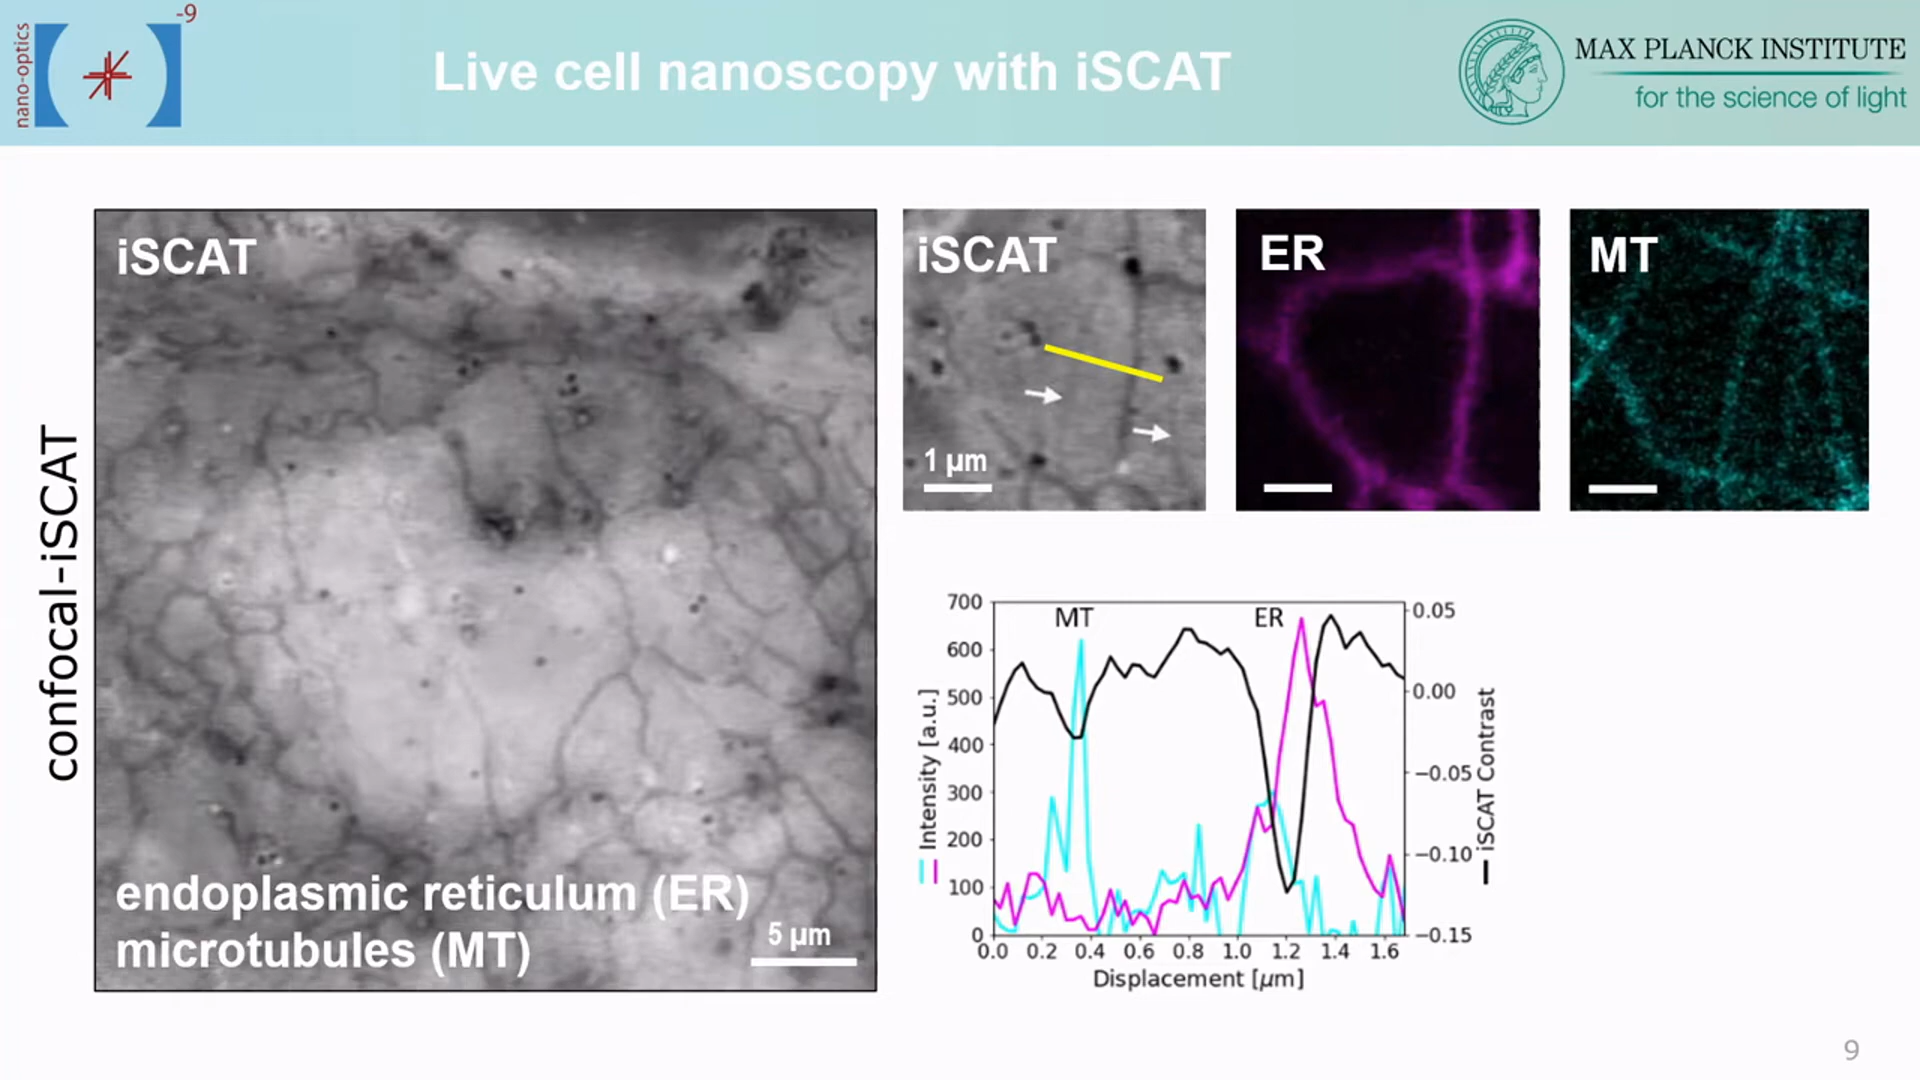 nano-optics
-9
Live cell nanoscopy with iSCAT
MAX PLANCK INSTITUTE
for the science of light
confocal-iSCAT
iSCAT
endoplasmic reticulum (ER)
microtubules (MT)
5 µm
iSCAT
1 µm
ER
MT
MT
ER
700
600
500
400
300
200
100
0
Intensity [a.u.]
0.0 0.2 0.4 0.6 0.8 1.0 1.2 1.4 1.6
Displacement [µm]
0.05
0.00
−0.05
−0.10
−0.15
iSCAT Contrast
9